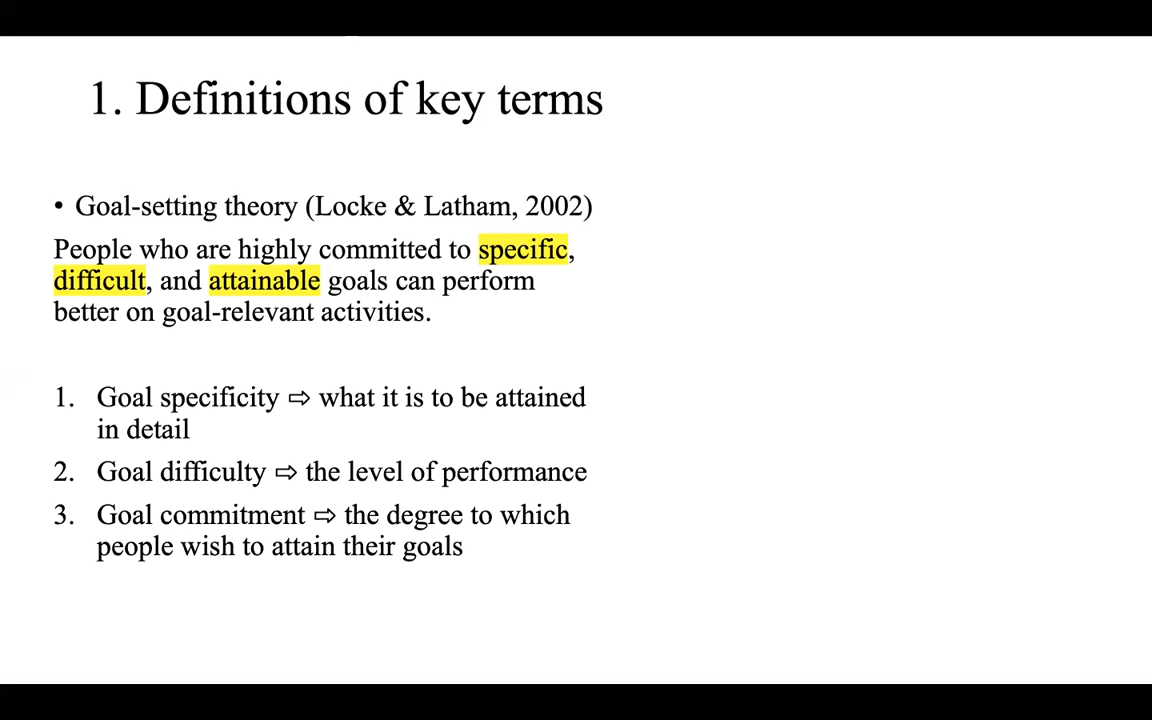 1. Definitions of key terms
• Goal-setting theory (Locke & Latham, 2002)
People who are highly committed to specific,
difficult, and attainable goals can perform
better on goal-relevant activities.
1. Goal specificity ⇨ what it is to be attained
in detail
2. Goal difficulty ⇨ the level of performance
3. Goal commitment ⇨ the degree to which
people wish to attain their goals